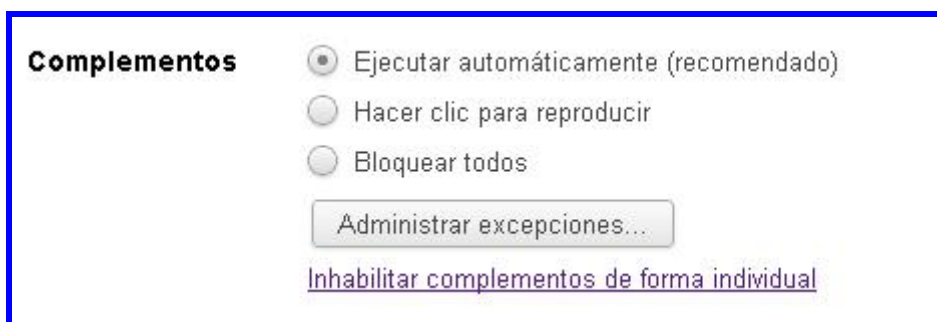 Complementos
Ejecutar automáticamente (recomendado)
Hacer clic para reproducir
Bloquear todos
Administrar excepciones...
Inhabilitar complementos de forma individual